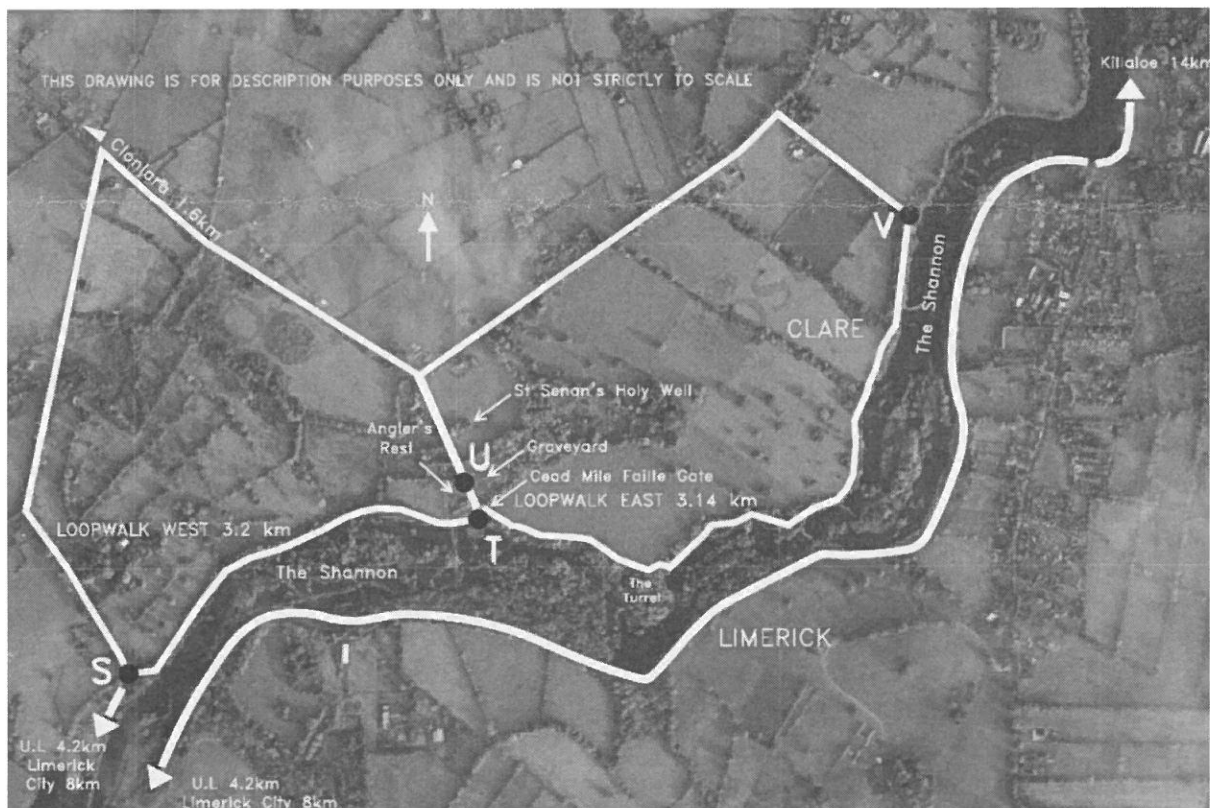 Killaloe 14km
THIS DRAWING IS FOR DESCRIPTION PURPOSES ONLY AND IS NOT STRICTLY TO SCALE
Clonlara 1.6km
N
V
The Shannon
CLARE
St Senan's Holy Well
Angler's
Rest
U
Graveyard
Cead Mile Failte Gate
LOOPWALK EAST 3.14 km
LOOPWALK WEST 3.2 km
T
The Shannon
The
Turret
LIMERICK
S
U.L 4.2km
Limerick
City 8km
U.L 4.2km
Limerick City 8km